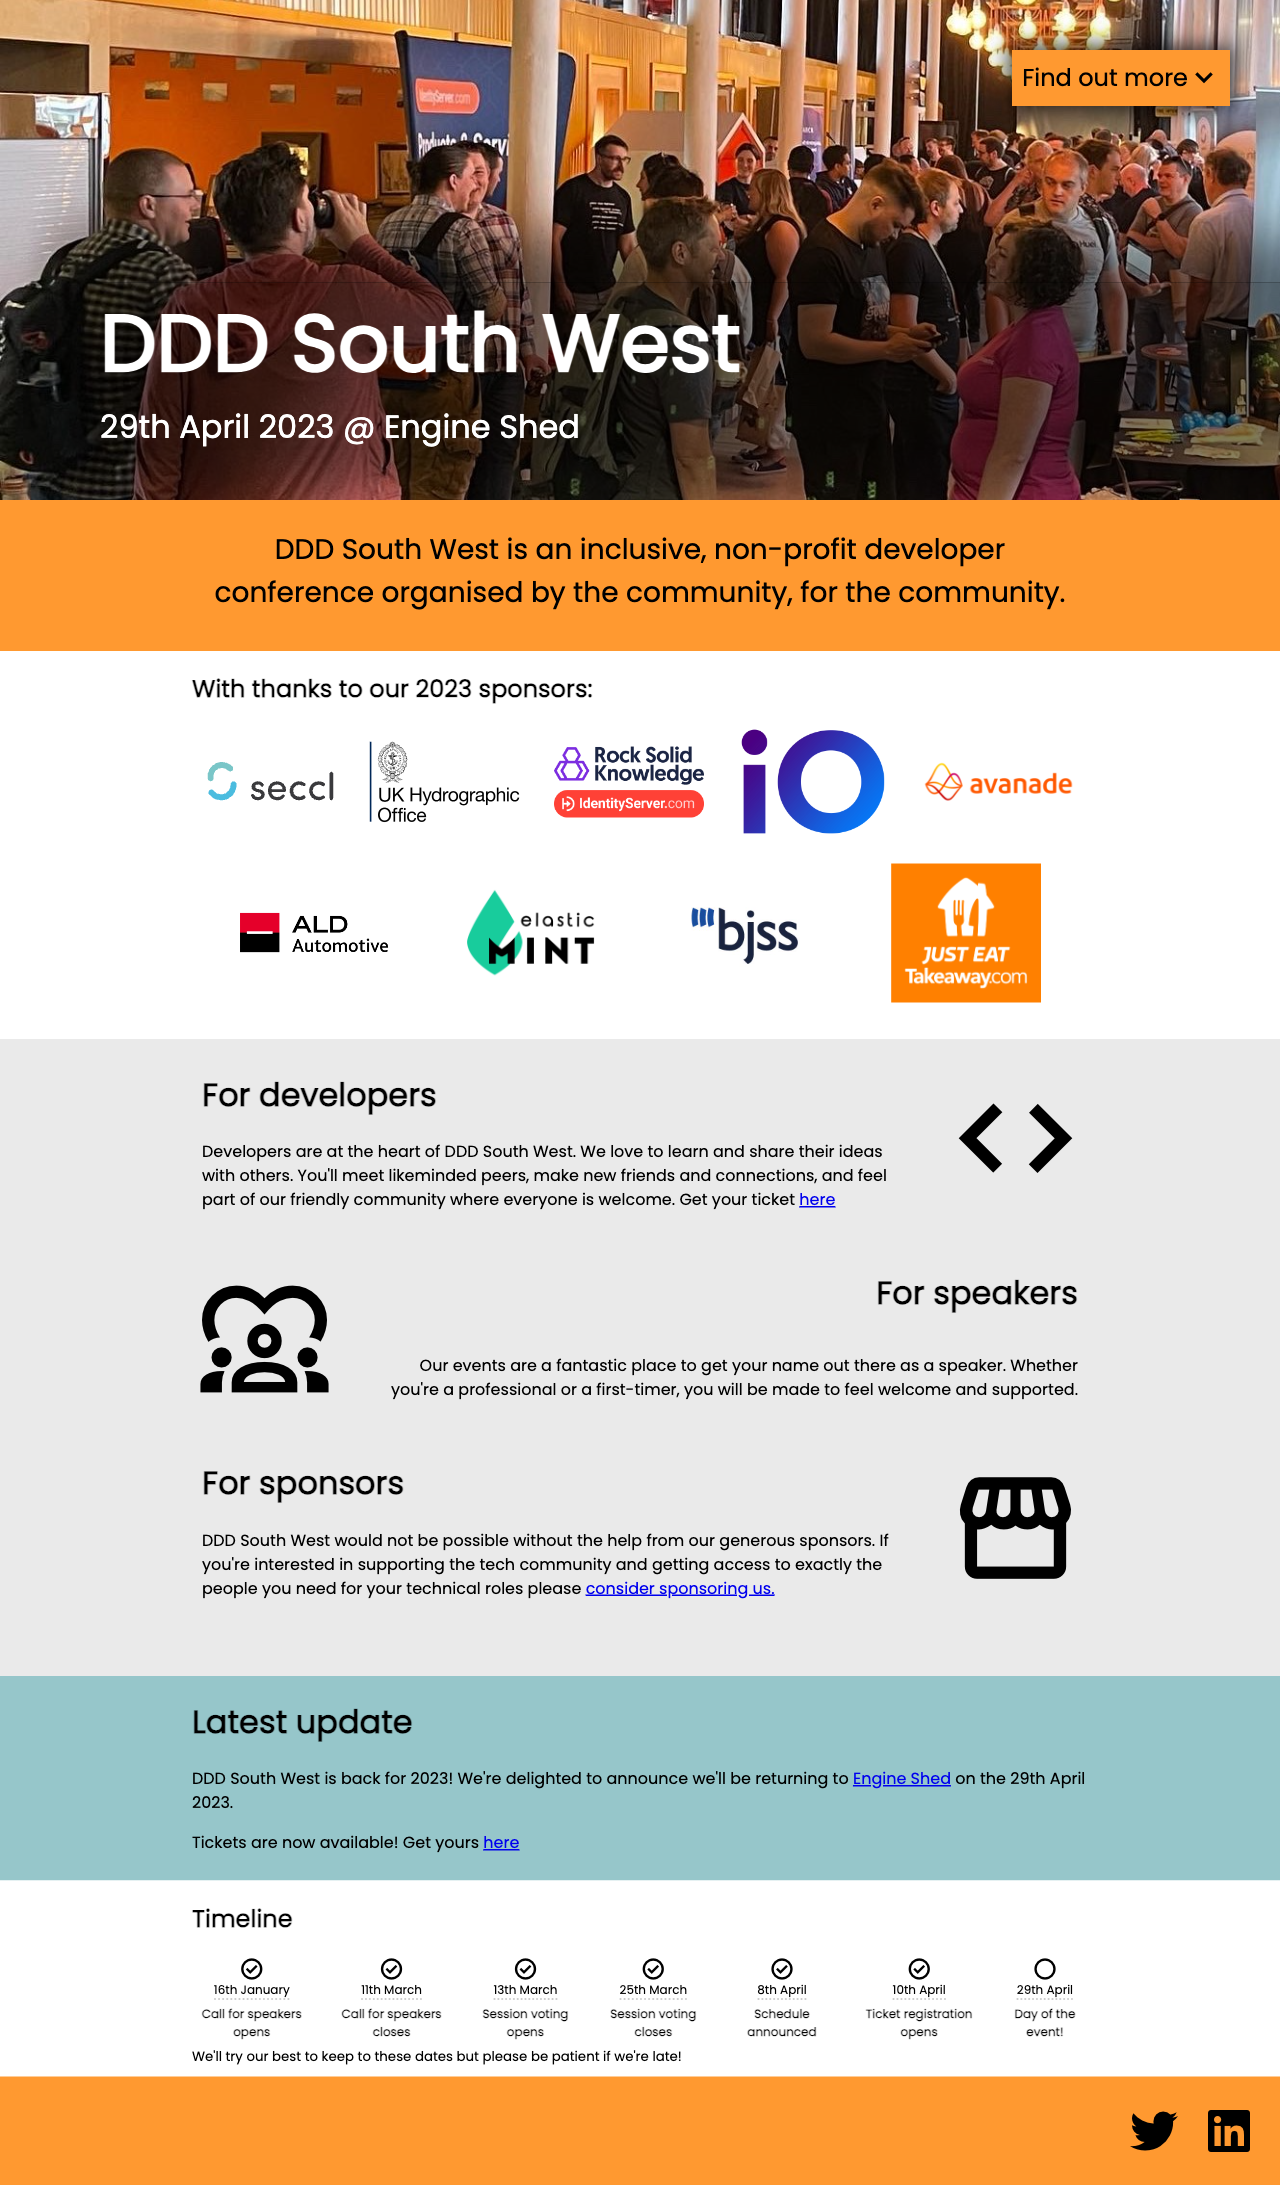 IdentityServer.com
Find out more
DDD South West
29th April 2023 @ Engine Shed
DDD South West is an inclusive, non-profit developer
conference organised by the community, for the community.
With thanks to our 2023 sponsors:
seccl
UK Hydrographic
Office
Rock Solid
Knowledge
IdentityServer.com
iO
avanade
ALD
Automotive
elastic
MINT
bjss
JUST EAT
Takeaway.com
For developers
Developers are at the heart of DDD South West. We love to learn and share their ideas
with others. You'll meet likeminded peers, make new friends and connections, and feel
part of our friendly community where everyone is welcome. Get your ticket here
For speakers
Our events are a fantastic place to get your name out there as a speaker. Whether
you're a professional or a first-timer, you will be made to feel welcome and supported.
For sponsors
DDD South West would not be possible without the help from our generous sponsors. If
you're interested in supporting the tech community and getting access to exactly the
people you need for your technical roles please consider sponsoring us.
Latest update
DDD South West is back for 2023! We're delighted to announce we'll be returning to Engine Shed on the 29th April
2023.
Tickets are now available! Get yours here
Timeline
16th January 11th March 13th March 25th March 8th April 10th April 29th April
Call for speakers Call for speakers Session voting Session voting Schedule Ticket registration Day of the
opens closes opens closes announced opens event!
We'll try our best to keep to these dates but please be patient if we're late!
in